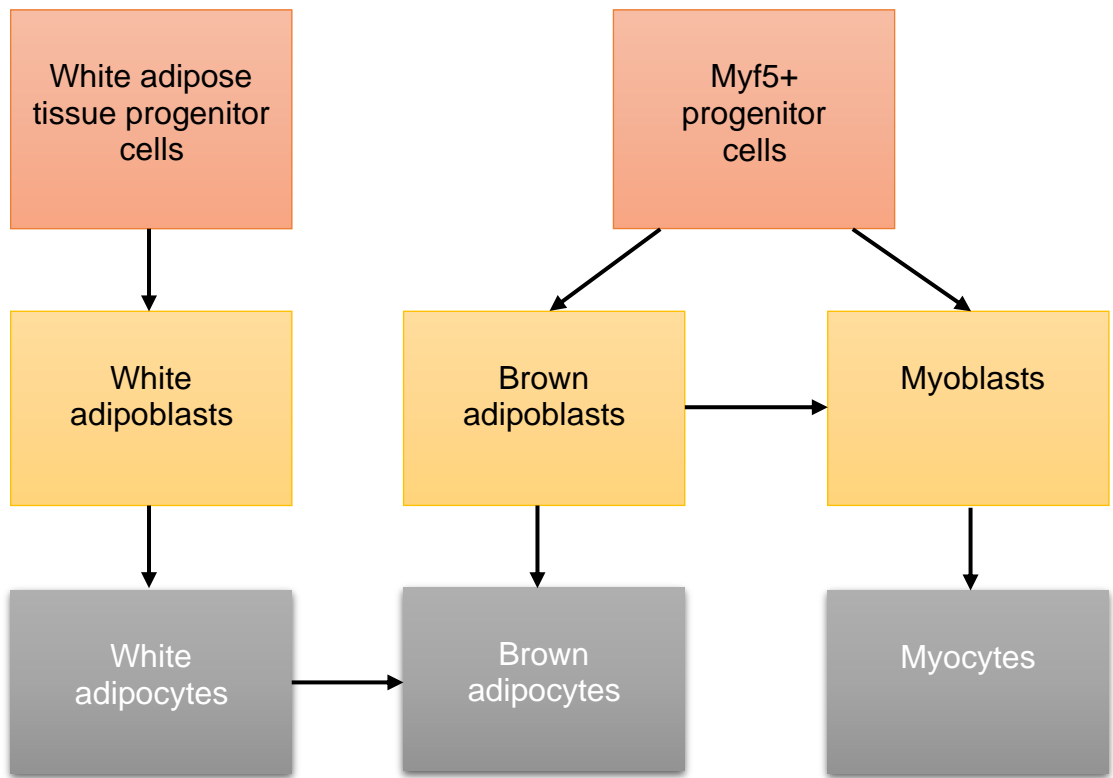 White adipose
tissue progenitor
cells
Myf5+
progenitor
cells
White
adipoblasts
Brown
adipoblasts
Myoblasts
White
adipocytes
Brown
adipocytes
Myocytes